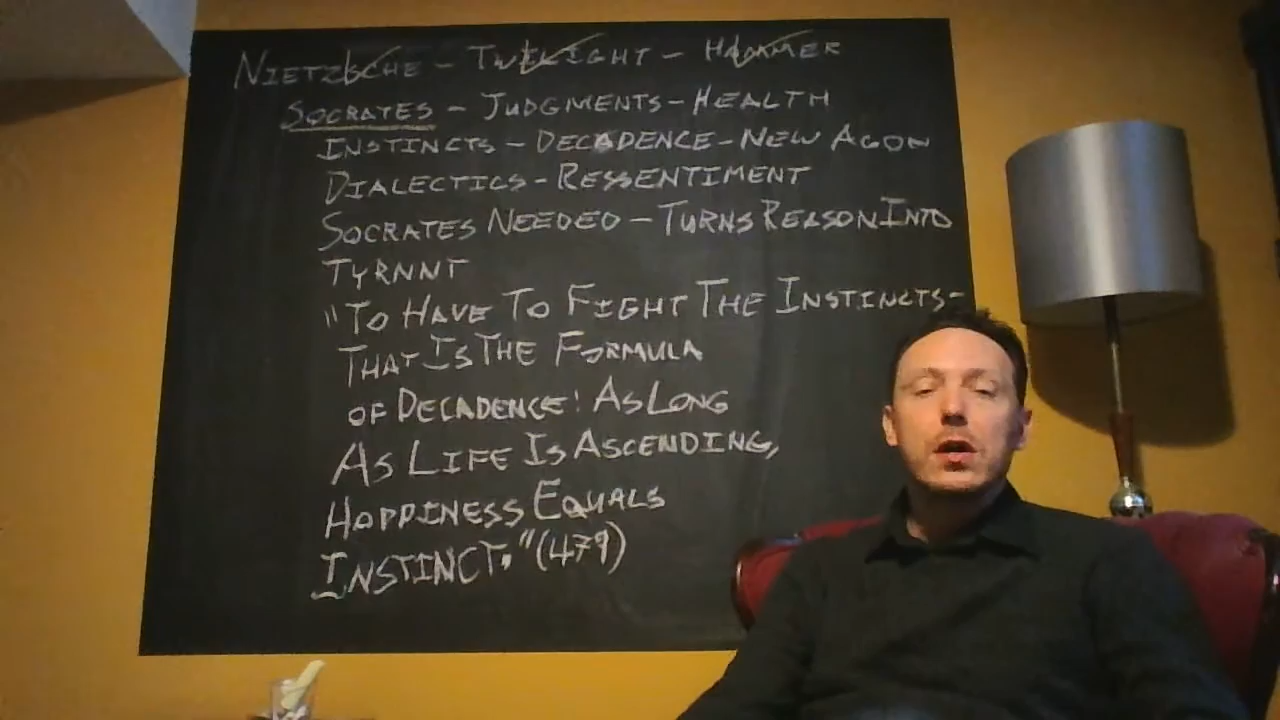 NIETZSCHE - TWILIGHT - HAMMER
SOCRATES - JUDGMENTS - HEALTH
INSTINCTS - DECADENCE - NEW AGON
DIALECTICS - RESSENTIMENT
SOCRATES NEEDED - TURNS REASON INTO
TYRNNT
"TO HAVE TO FIGHT THE INSTINCTS-
THAT IS THE FORMULA
OF DECADENCE: AS LONG
AS LIFE IS ASCENDING,
HAPPINESS EQUALS
INSTINCT." (479)